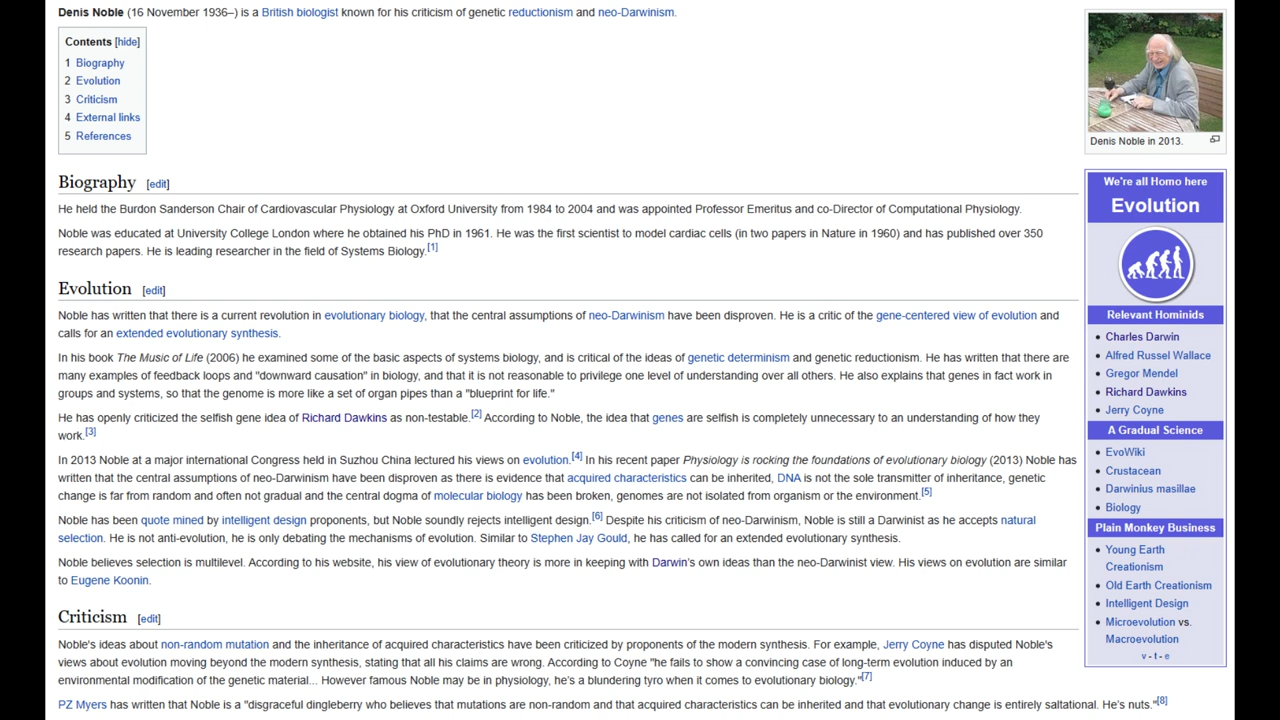 Denis Noble (16 November 1936–) is a British biologist known for his criticism of genetic reductionism and neo-Darwinism.
Contents [hide]
1 Biography
2 Evolution
3 Criticism
4 External links
5 References
Denis Noble in 2013.
Biography [edit]
He held the Burdon Sanderson Chair of Cardiovascular Physiology at Oxford University from 1984 to 2004 and was appointed Professor Emeritus and co-Director of Computational Physiology.
Noble was educated at University College London where he obtained his PhD in 1961. He was the first scientist to model cardiac cells (in two papers in Nature in 1960) and has published over 350
research papers. He is leading researcher in the field of Systems Biology.[1]
Evolution [edit]
Noble has written that there is a current revolution in evolutionary biology, that the central assumptions of neo-Darwinism have been disproven. He is a critic of the gene-centered view of evolution and
calls for an extended evolutionary synthesis.
In his book The Music of Life (2006) he examined some of the basic aspects of systems biology, and is critical of the ideas of genetic determinism and genetic reductionism. He has written that there are
many examples of feedback loops and "downward causation" in biology, and that it is not reasonable to privilege one level of understanding over all others. He also explains that genes in fact work in
groups and systems, so that the genome is more like a set of organ pipes than a "blueprint for life."
He has openly criticized the selfish gene idea of Richard Dawkins as non-testable.[2] According to Noble, the idea that genes are selfish is completely unnecessary to an understanding of how they
work.[3]
In 2013 Noble at a major international Congress held in Suzhou China lectured his views on evolution.[4] In his recent paper Physiology is rocking the foundations of evolutionary biology (2013) Noble has
written that the central assumptions of neo-Darwinism have been disproven as there is evidence that acquired characteristics can be inherited, DNA is not the sole transmitter of inheritance, genetic
change is far from random and often not gradual and the central dogma of molecular biology has been broken, genomes are not isolated from organism or the environment.[5]
Noble has been quote mined by intelligent design proponents, but Noble soundly rejects intelligent design.[6] Despite his criticism of neo-Darwinism, Noble is still a Darwinist as he accepts natural
selection. He is not anti-evolution, he is only debating the mechanisms of evolution. Similar to Stephen Jay Gould, he has called for an extended evolutionary synthesis.
Noble believes selection is multilevel. According to his website, his view of evolutionary theory is more in keeping with Darwin's own ideas than the neo-Darwinist view. His views on evolution are similar
to Eugene Koonin.
Criticism [edit]
Noble's ideas about non-random mutation and the inheritance of acquired characteristics have been criticized by proponents of the modern synthesis. For example, Jerry Coyne has disputed Noble's
views about evolution moving beyond the modern synthesis, stating that all his claims are wrong. According to Coyne "he fails to show a convincing case of long-term evolution induced by an
environmental modification of the genetic material... However famous Noble may be in physiology, he's a blundering tyro when it comes to evolutionary biology."[7]
PZ Myers has written that Noble is a "disgraceful dingleberry who believes that mutations are non-random and that acquired characteristics can be inherited and that evolutionary change is entirely saltational. He's nuts."[8]
We're all Homo here
Evolution
Relevant Hominids
• Charles Darwin
• Alfred Russel Wallace
• Gregor Mendel
• Richard Dawkins
• Jerry Coyne
A Gradual Science
• EvoWiki
• Crustacean
• Darwinius masillae
• Biology
Plain Monkey Business
• Young Earth
Creationism
• Old Earth Creationism
• Intelligent Design
• Microevolution vs.
Macroevolution
v - t - e